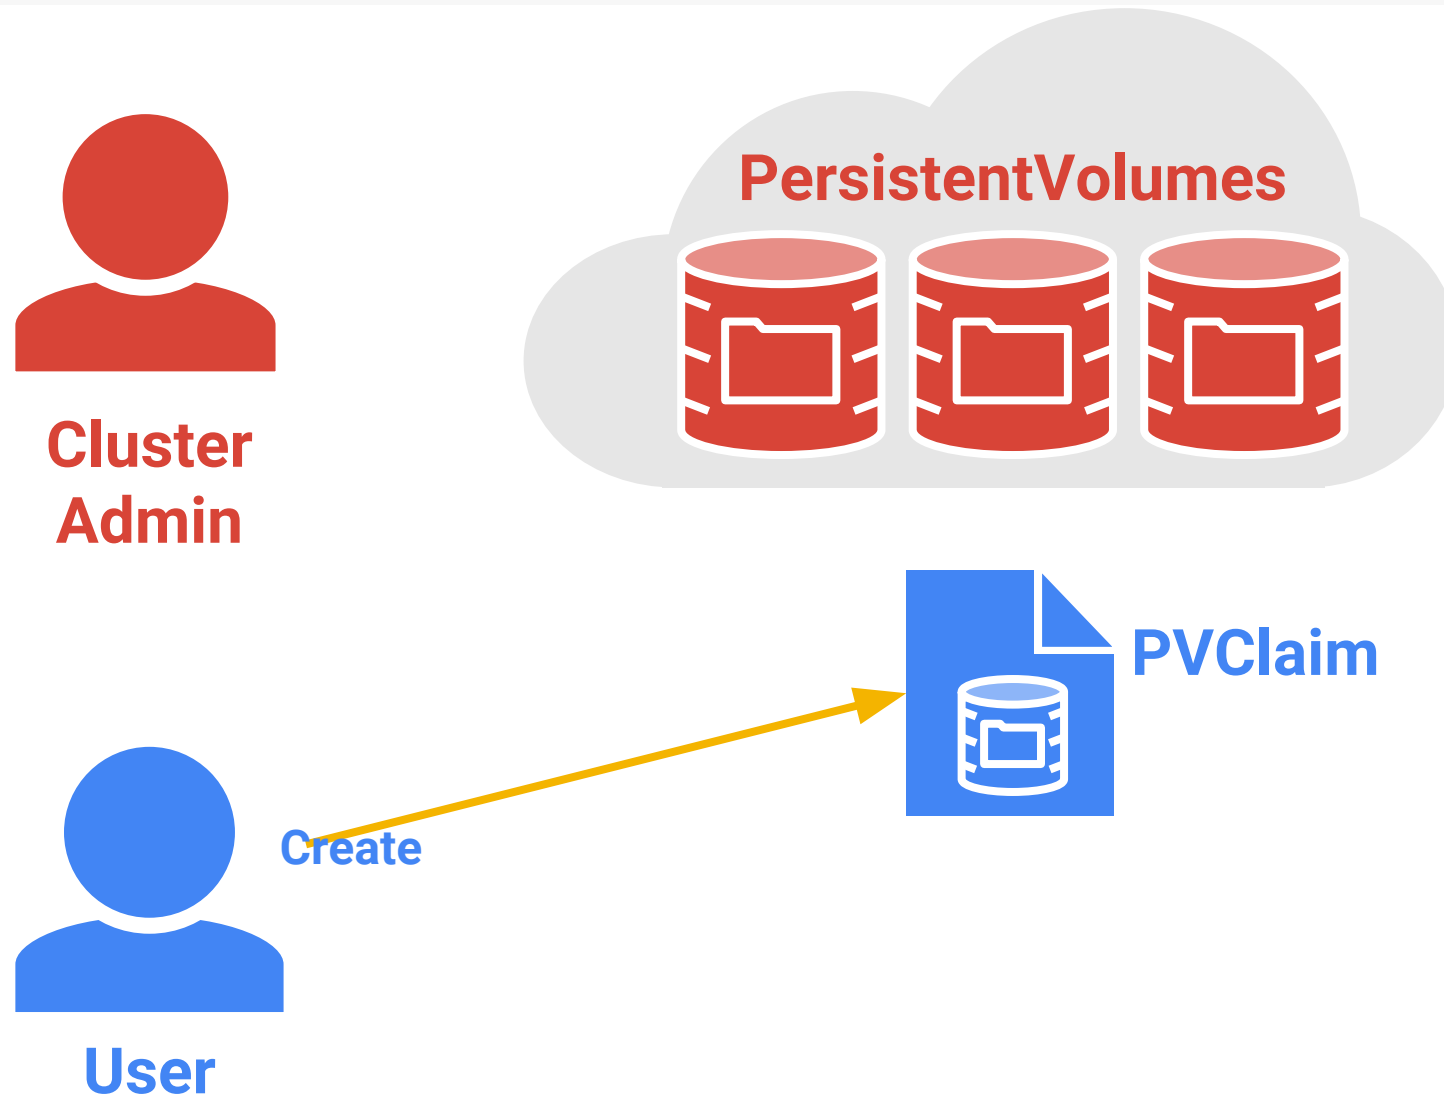 PersistentVolumes
Cluster
Admin
PVClaim
Create
User